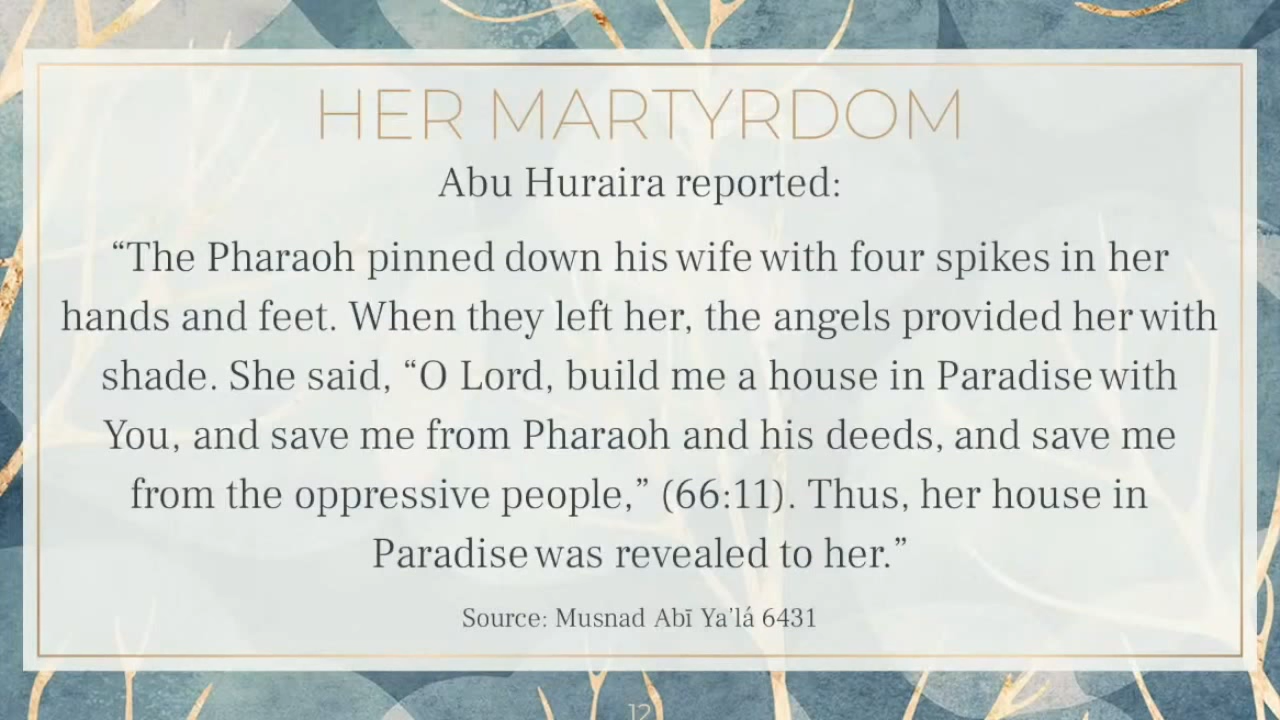 HER MARTYRDOM
Abu Huraira reported:
“The Pharaoh pinned down his wife with four spikes in her
hands and feet. When they left her, the angels provided her with
shade. She said, “O Lord, build me a house in Paradise with
You, and save me from Pharaoh and his deeds, and save me
from the oppressive people,” (66:11). Thus, her house in
Paradise was revealed to her.”
Source: Musnad Abī Ya’lá 6431
12